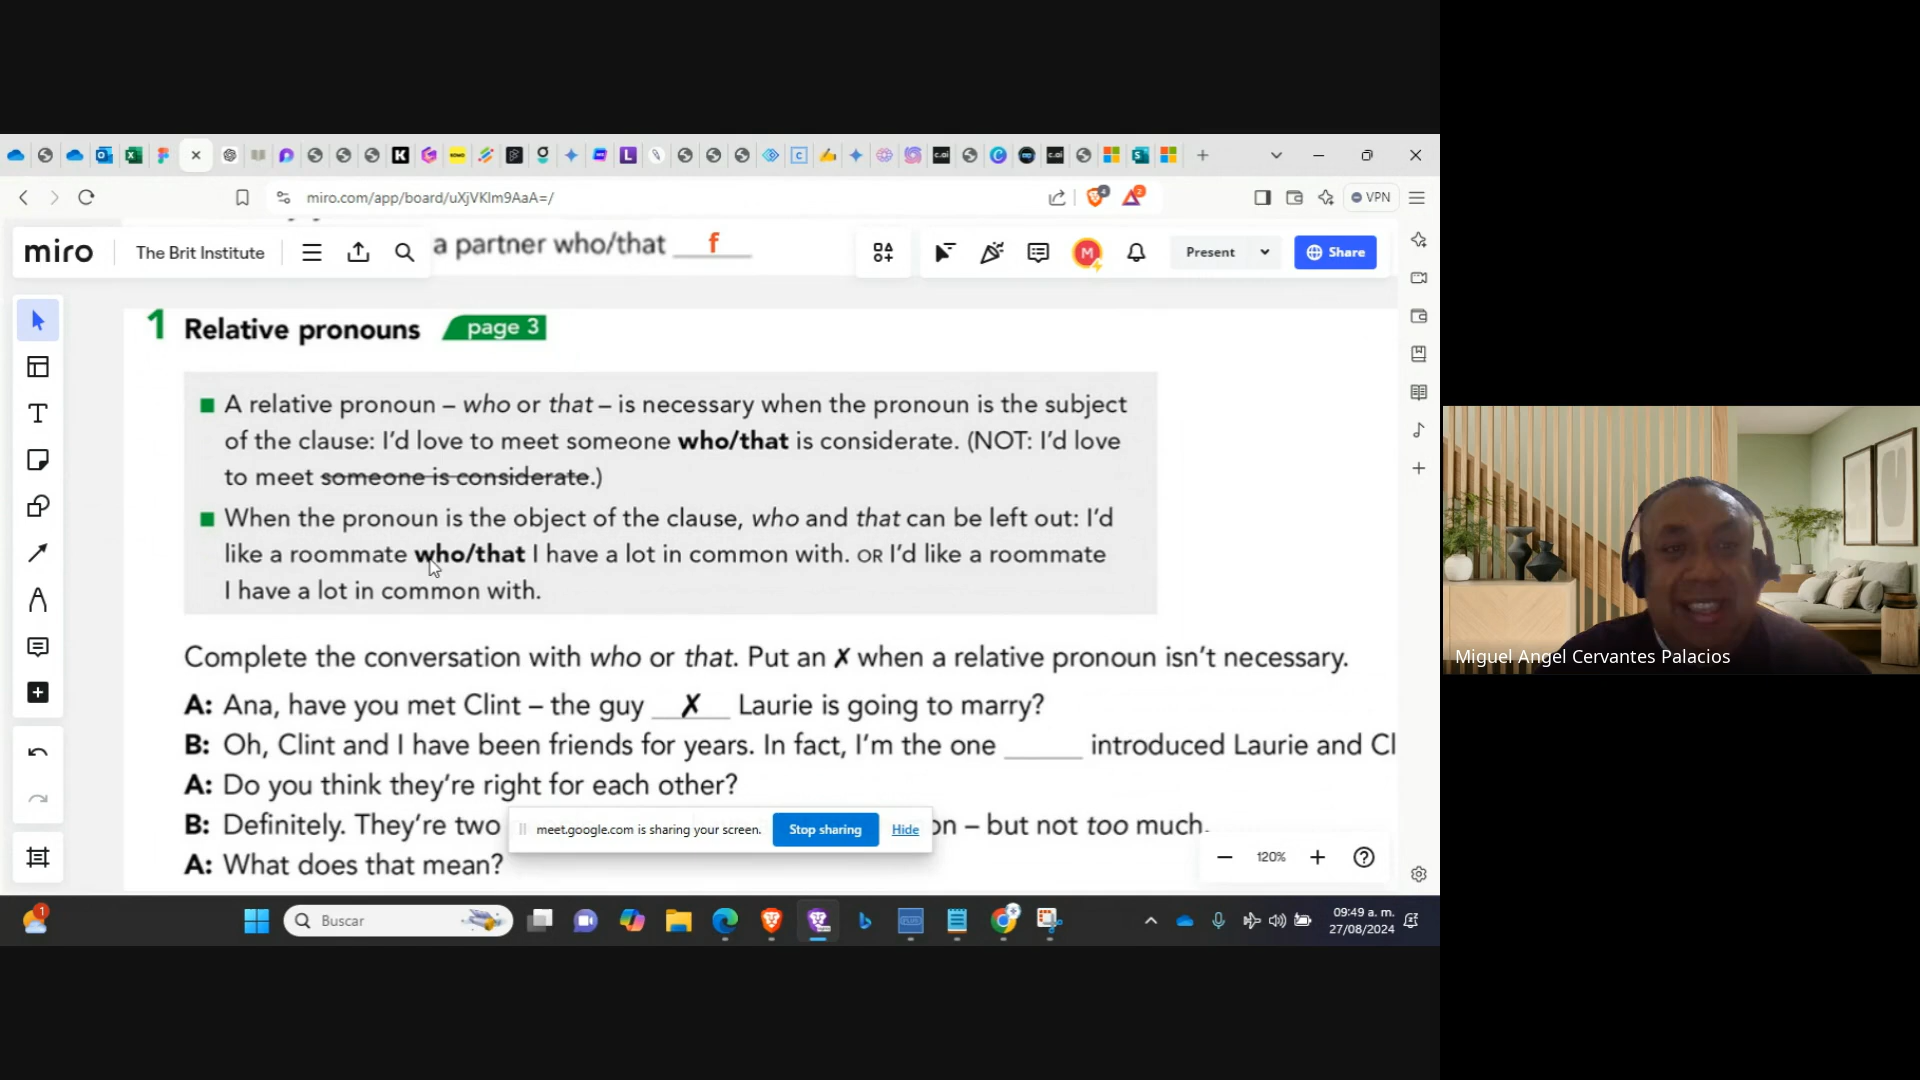 miro.com/app/board/uXjVKlm9AaA=/
VPN
miro
The Brit Institute
a partner who/that f
Present
Share
1 Relative pronouns page 3
A relative pronoun – who or that – is necessary when the pronoun is the subject
of the clause: I'd love to meet someone who/that is considerate. (NOT: I'd love
to meet someone is considerate.)
When the pronoun is the object of the clause, who and that can be left out: I'd
like a roommate who/that I have a lot in common with. OR I'd like a roommate
I have a lot in common with.
Complete the conversation with who or that. Put an ✗ when a relative pronoun isn't necessary.
A: Ana, have you met Clint – the guy ✗ Laurie is going to marry?
B: Oh, Clint and I have been friends for years. In fact, I'm the one ______ introduced Laurie and Cl
A: Do you think they're right for each other?
B: Definitely. They're two on – but not too much.
meet.google.com is sharing your screen. Stop sharing Hide
A: What does that mean?
120%
Miguel Angel Cervantes Palacios
Buscar
09:49 a. m.
27/08/2024